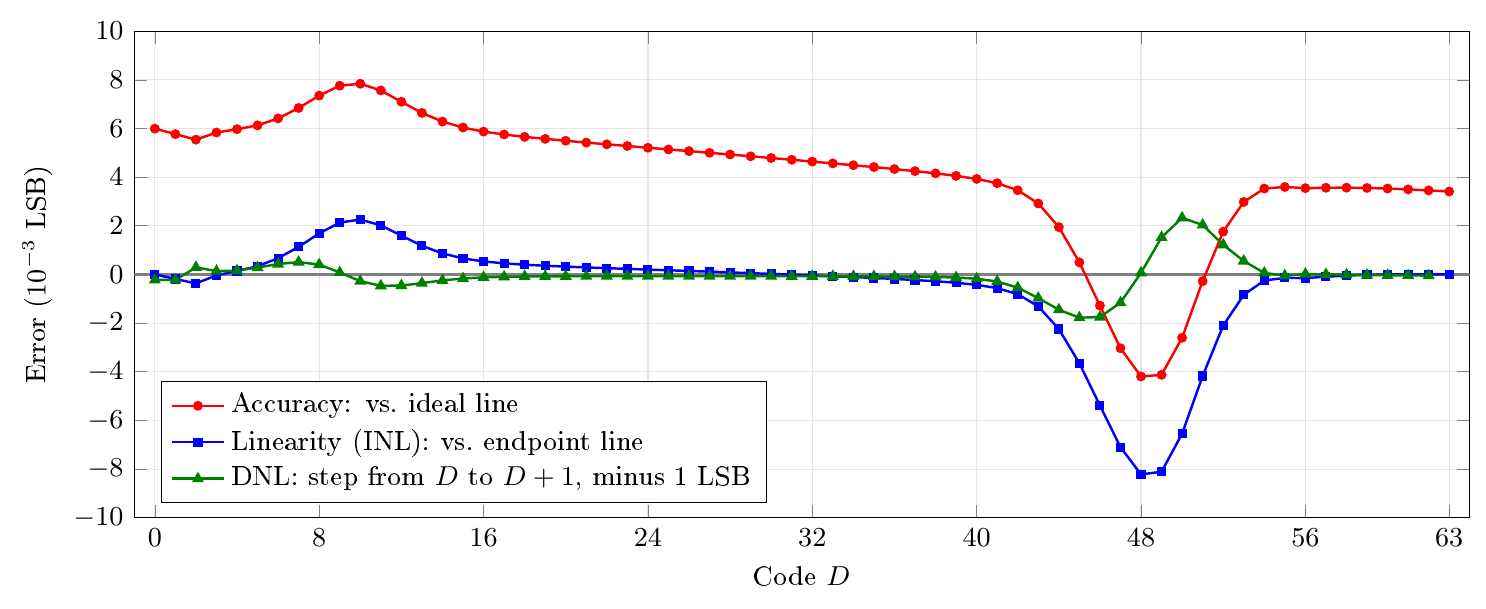 10
8
6
4
2
0
−2
−4
−6
−8
−10
Error (10⁻³ LSB)
Accuracy: vs. ideal line
Linearity (INL): vs. endpoint line
DNL: step from D to D + 1, minus 1 LSB
0 8 16 24 32 40 48 56 63
Code D